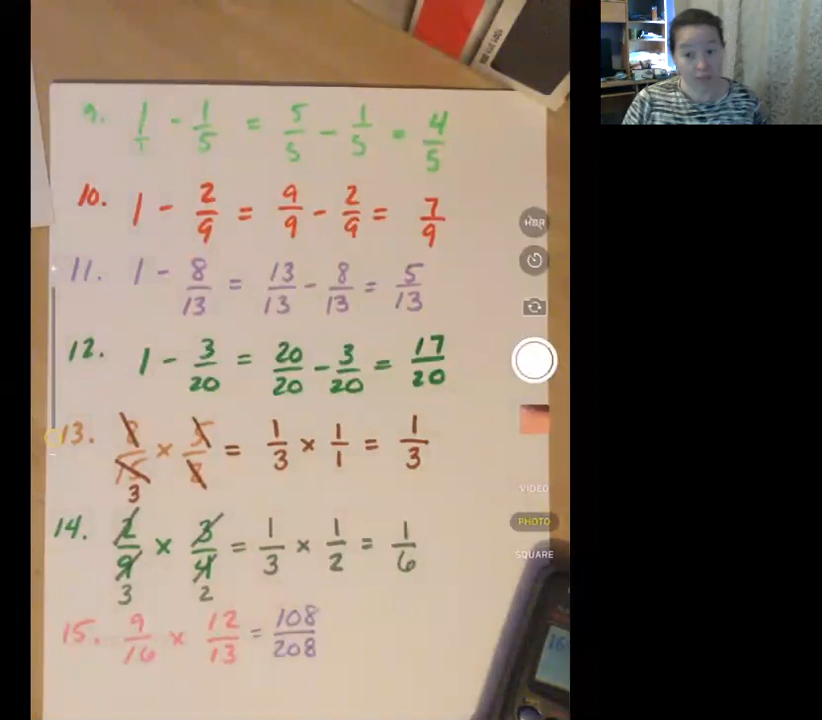 9. 1/1 - 1/5 = 5/5 - 1/5 = 4/5
10. 1 - 2/9 = 9/9 - 2/9 = 7/9
11. 1 - 8/13 = 13/13 - 8/13 = 5/13
12. 1 - 3/20 = 20/20 - 3/20 = 17/20
13. 8/15 × 5/8 = 1/3 × 1/1 = 1/3
3
14. 2/9 × 3/4 = 1/3 × 1/2 = 1/6
3 2
15. 9/16 × 12/13 = 108/208
HDR
VIDEO
PHOTO
SQUARE